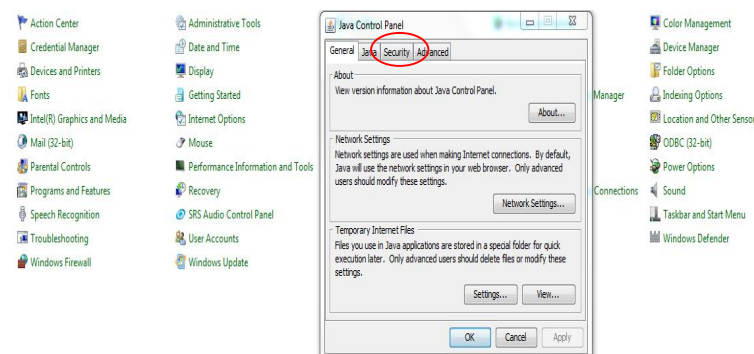 Action Center
Credential Manager
Devices and Printers
Fonts
Intel(R) Graphics and Media
Mail (32-bit)
Parental Controls
Programs and Features
Speech Recognition
Troubleshooting
Windows Firewall
Administrative Tools
Date and Time
Display
Getting Started
Internet Options
Mouse
Performance Information and Tools
Recovery
SRS Audio Control Panel
User Accounts
Windows Update
Java Control Panel
General Java Security Advanced
About
View version information about Java Control Panel.
About...
Network Settings
Network settings are used when making Internet connections. By default,
Java will use the network settings in your web browser. Only advanced
users should modify these settings.
Network Settings...
Temporary Internet Files
Files you use in Java applications are stored in a special folder for quick
execution later. Only advanced users should delete files or modify these
settings.
Settings... View...
OK Cancel Apply
Manager
Connections
Color Management
Device Manager
Folder Options
Indexing Options
Location and Other Sensor
ODBC (32-bit)
Power Options
Sound
Taskbar and Start Menu
Windows Defender